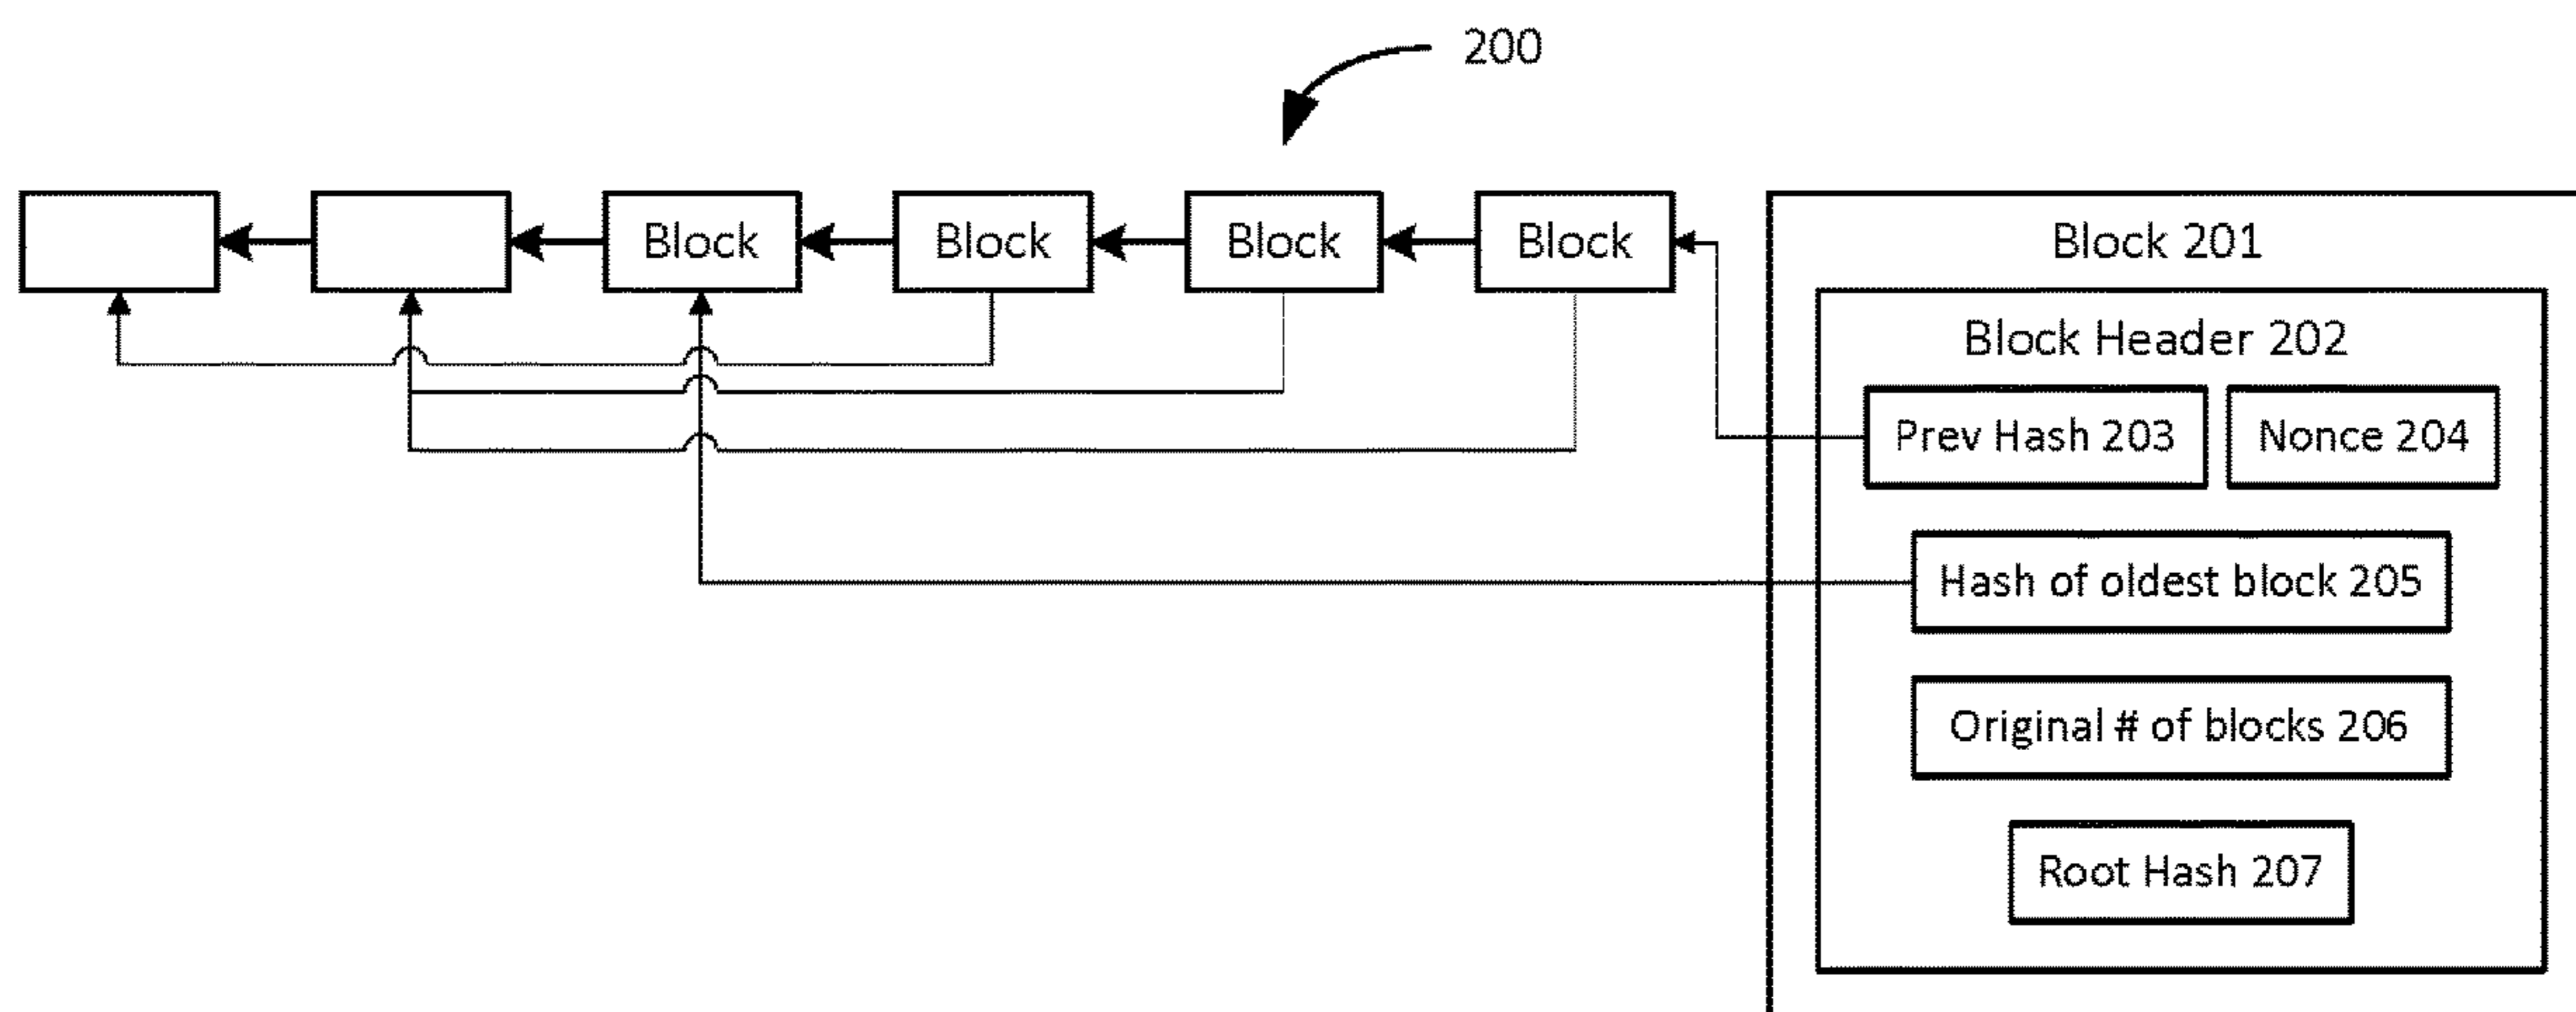 200
Block Block Block Block
Block 201
Block Header 202
Prev Hash 203 Nonce 204
Hash of oldest block 205
Original # of blocks 206
Root Hash 207